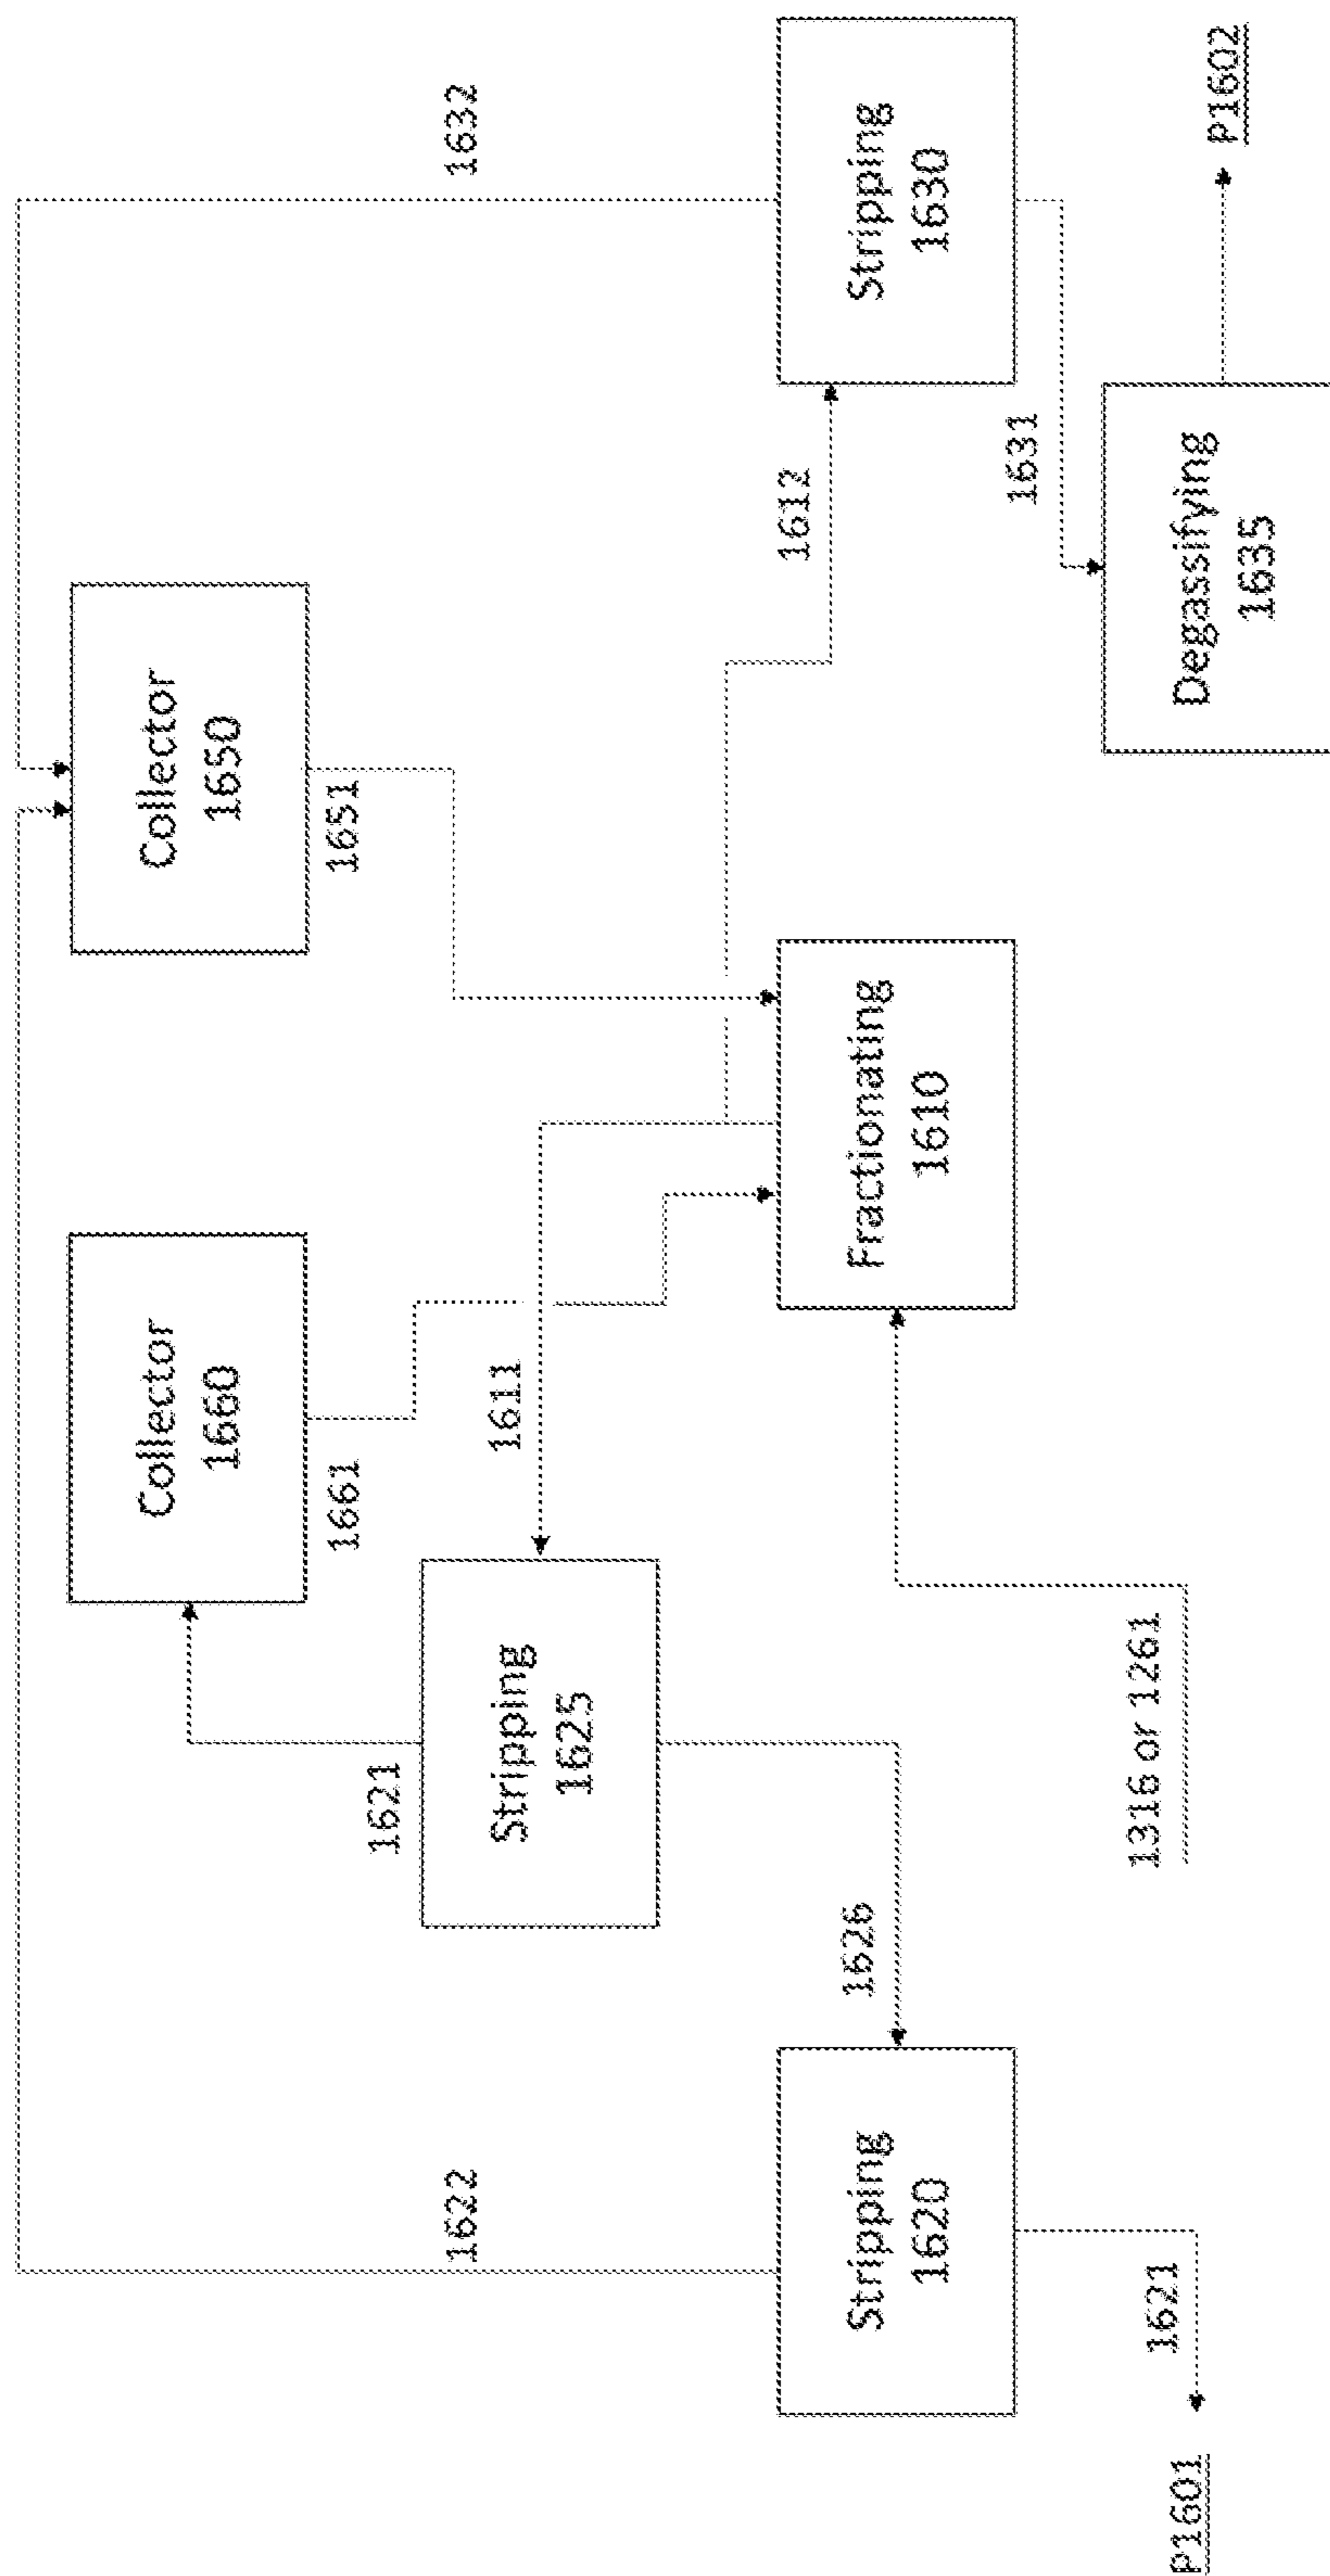 1622
1632
Collector
1660
Collector
1650
1621
1661
1651
Stripping
1625
1611
1612
Stripping
1620
1626
Fractionating
1610
Stripping
1630
1631
1621
1316 or 1261
Degassifying
1635
P1601
P1602